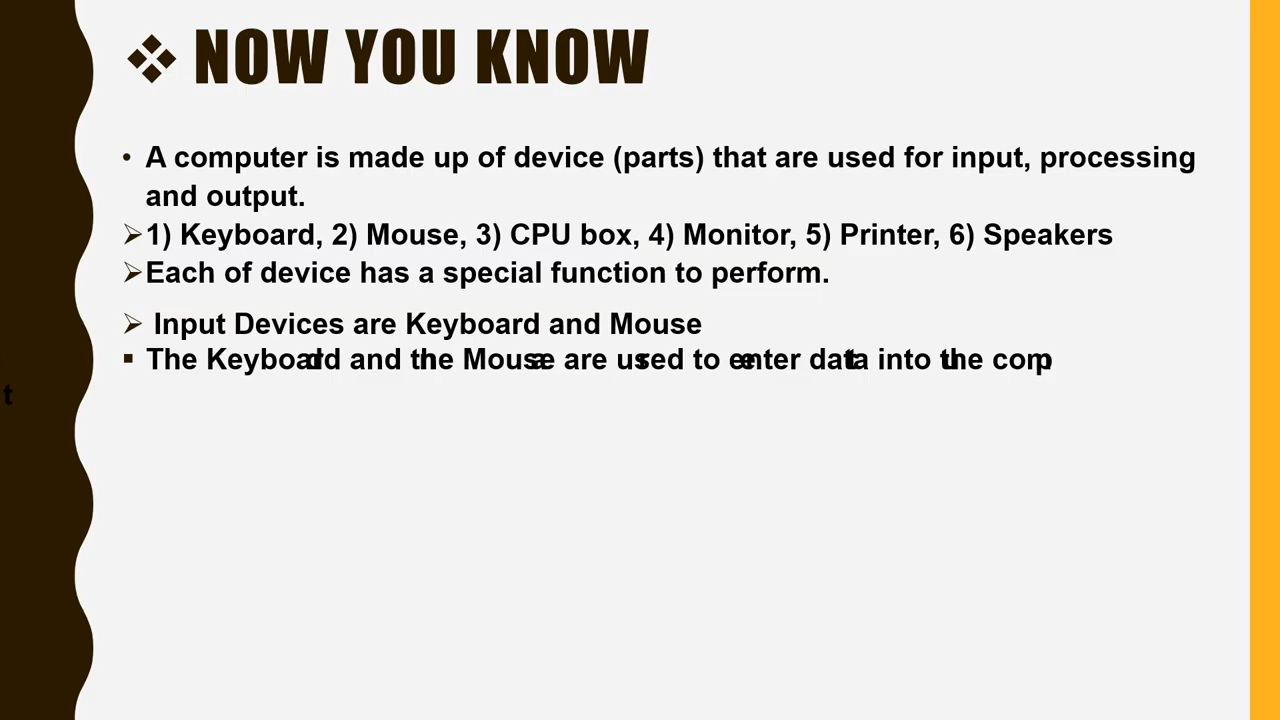 ❖ NOW YOU KNOW
• A computer is made up of device (parts) that are used for input, processing
and output.
➢1) Keyboard, 2) Mouse, 3) CPU box, 4) Monitor, 5) Printer, 6) Speakers
➢Each of device has a special function to perform.
➢ Input Devices are Keyboard and Mouse
▪ The Keyboard and the Mouse are used to enter data into the comp
t